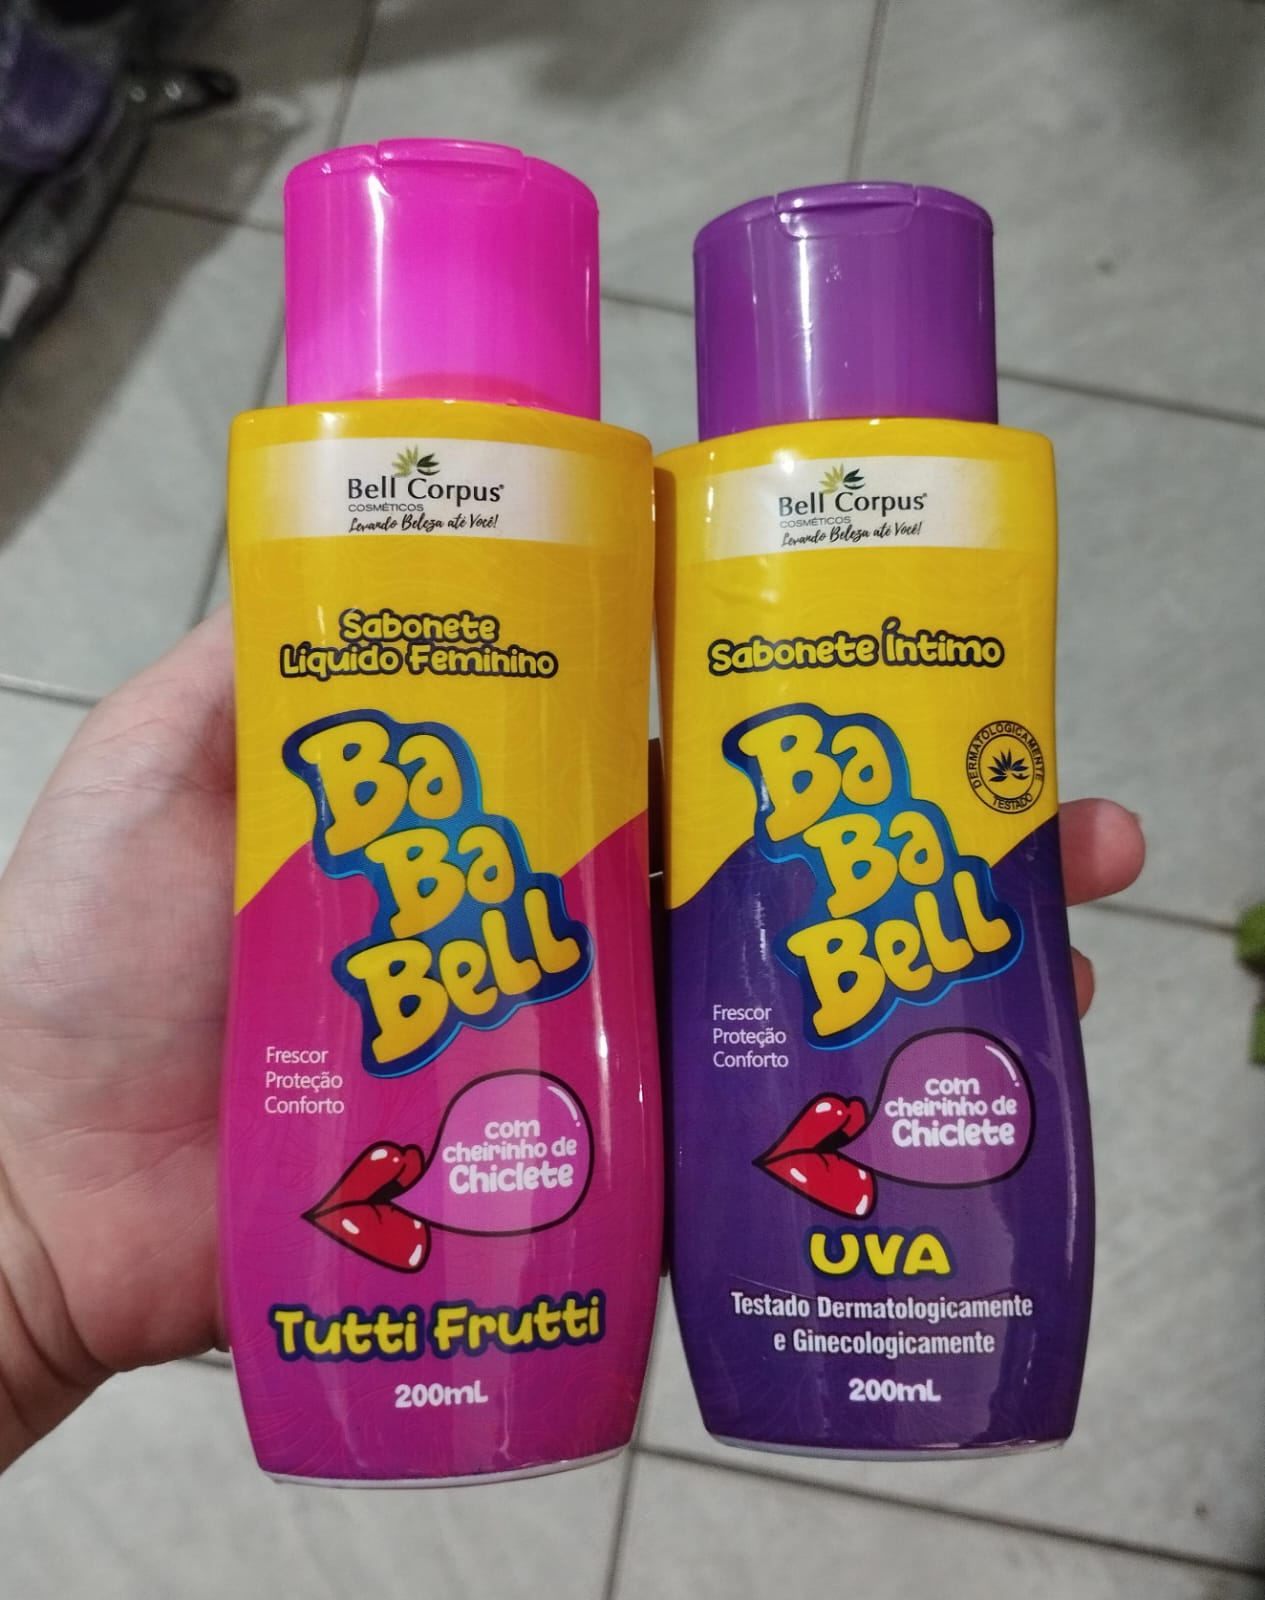 Bell Corpus®
COSMÉTICOS
Levando Beleza até Você!
Sabonete
Líquido Feminino
Ba
Ba
Bell
Frescor
Proteção
Conforto
com
cheirinho de
Chiclete
Tutti Frutti
200mL
Bell Corpus®
COSMÉTICOS
Levando Beleza até Você!
Sabonete Íntimo
DERMATOLOGICAMENTE
TESTADO
Ba
Ba
Bell
Frescor
Proteção
Conforto
com
cheirinho de
Chiclete
UVA
Testado Dermatologicamente
e Ginecologicamente
200mL